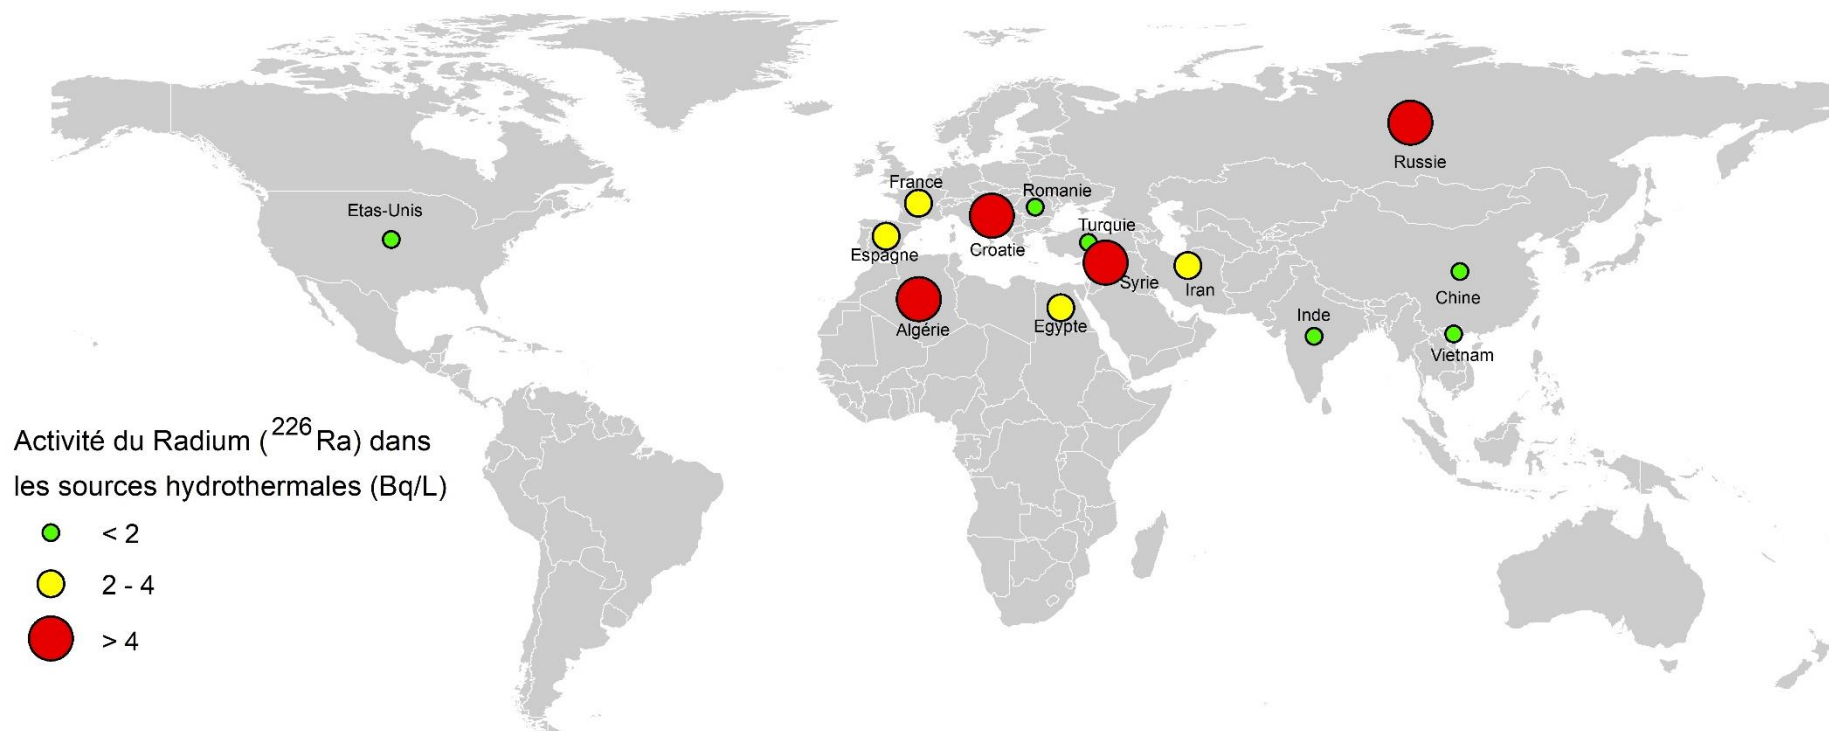 Russie
France
Romanie
Etas-Unis
Turquie
Croatie
Espagne
Syrie
Iran
Chine
Inde
Algérie
Egypte
Vietnam
Activité du Radium (²²⁶Ra) dans
les sources hydrothermales (Bq/L)
< 2
2 - 4
> 4